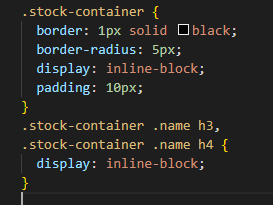 .stock-container {
  border: 1px solid black;
  border-radius: 5px;
  display: inline-block;
  padding: 10px;
}
.stock-container .name h3,
.stock-container .name h4 {
  display: inline-block;
}